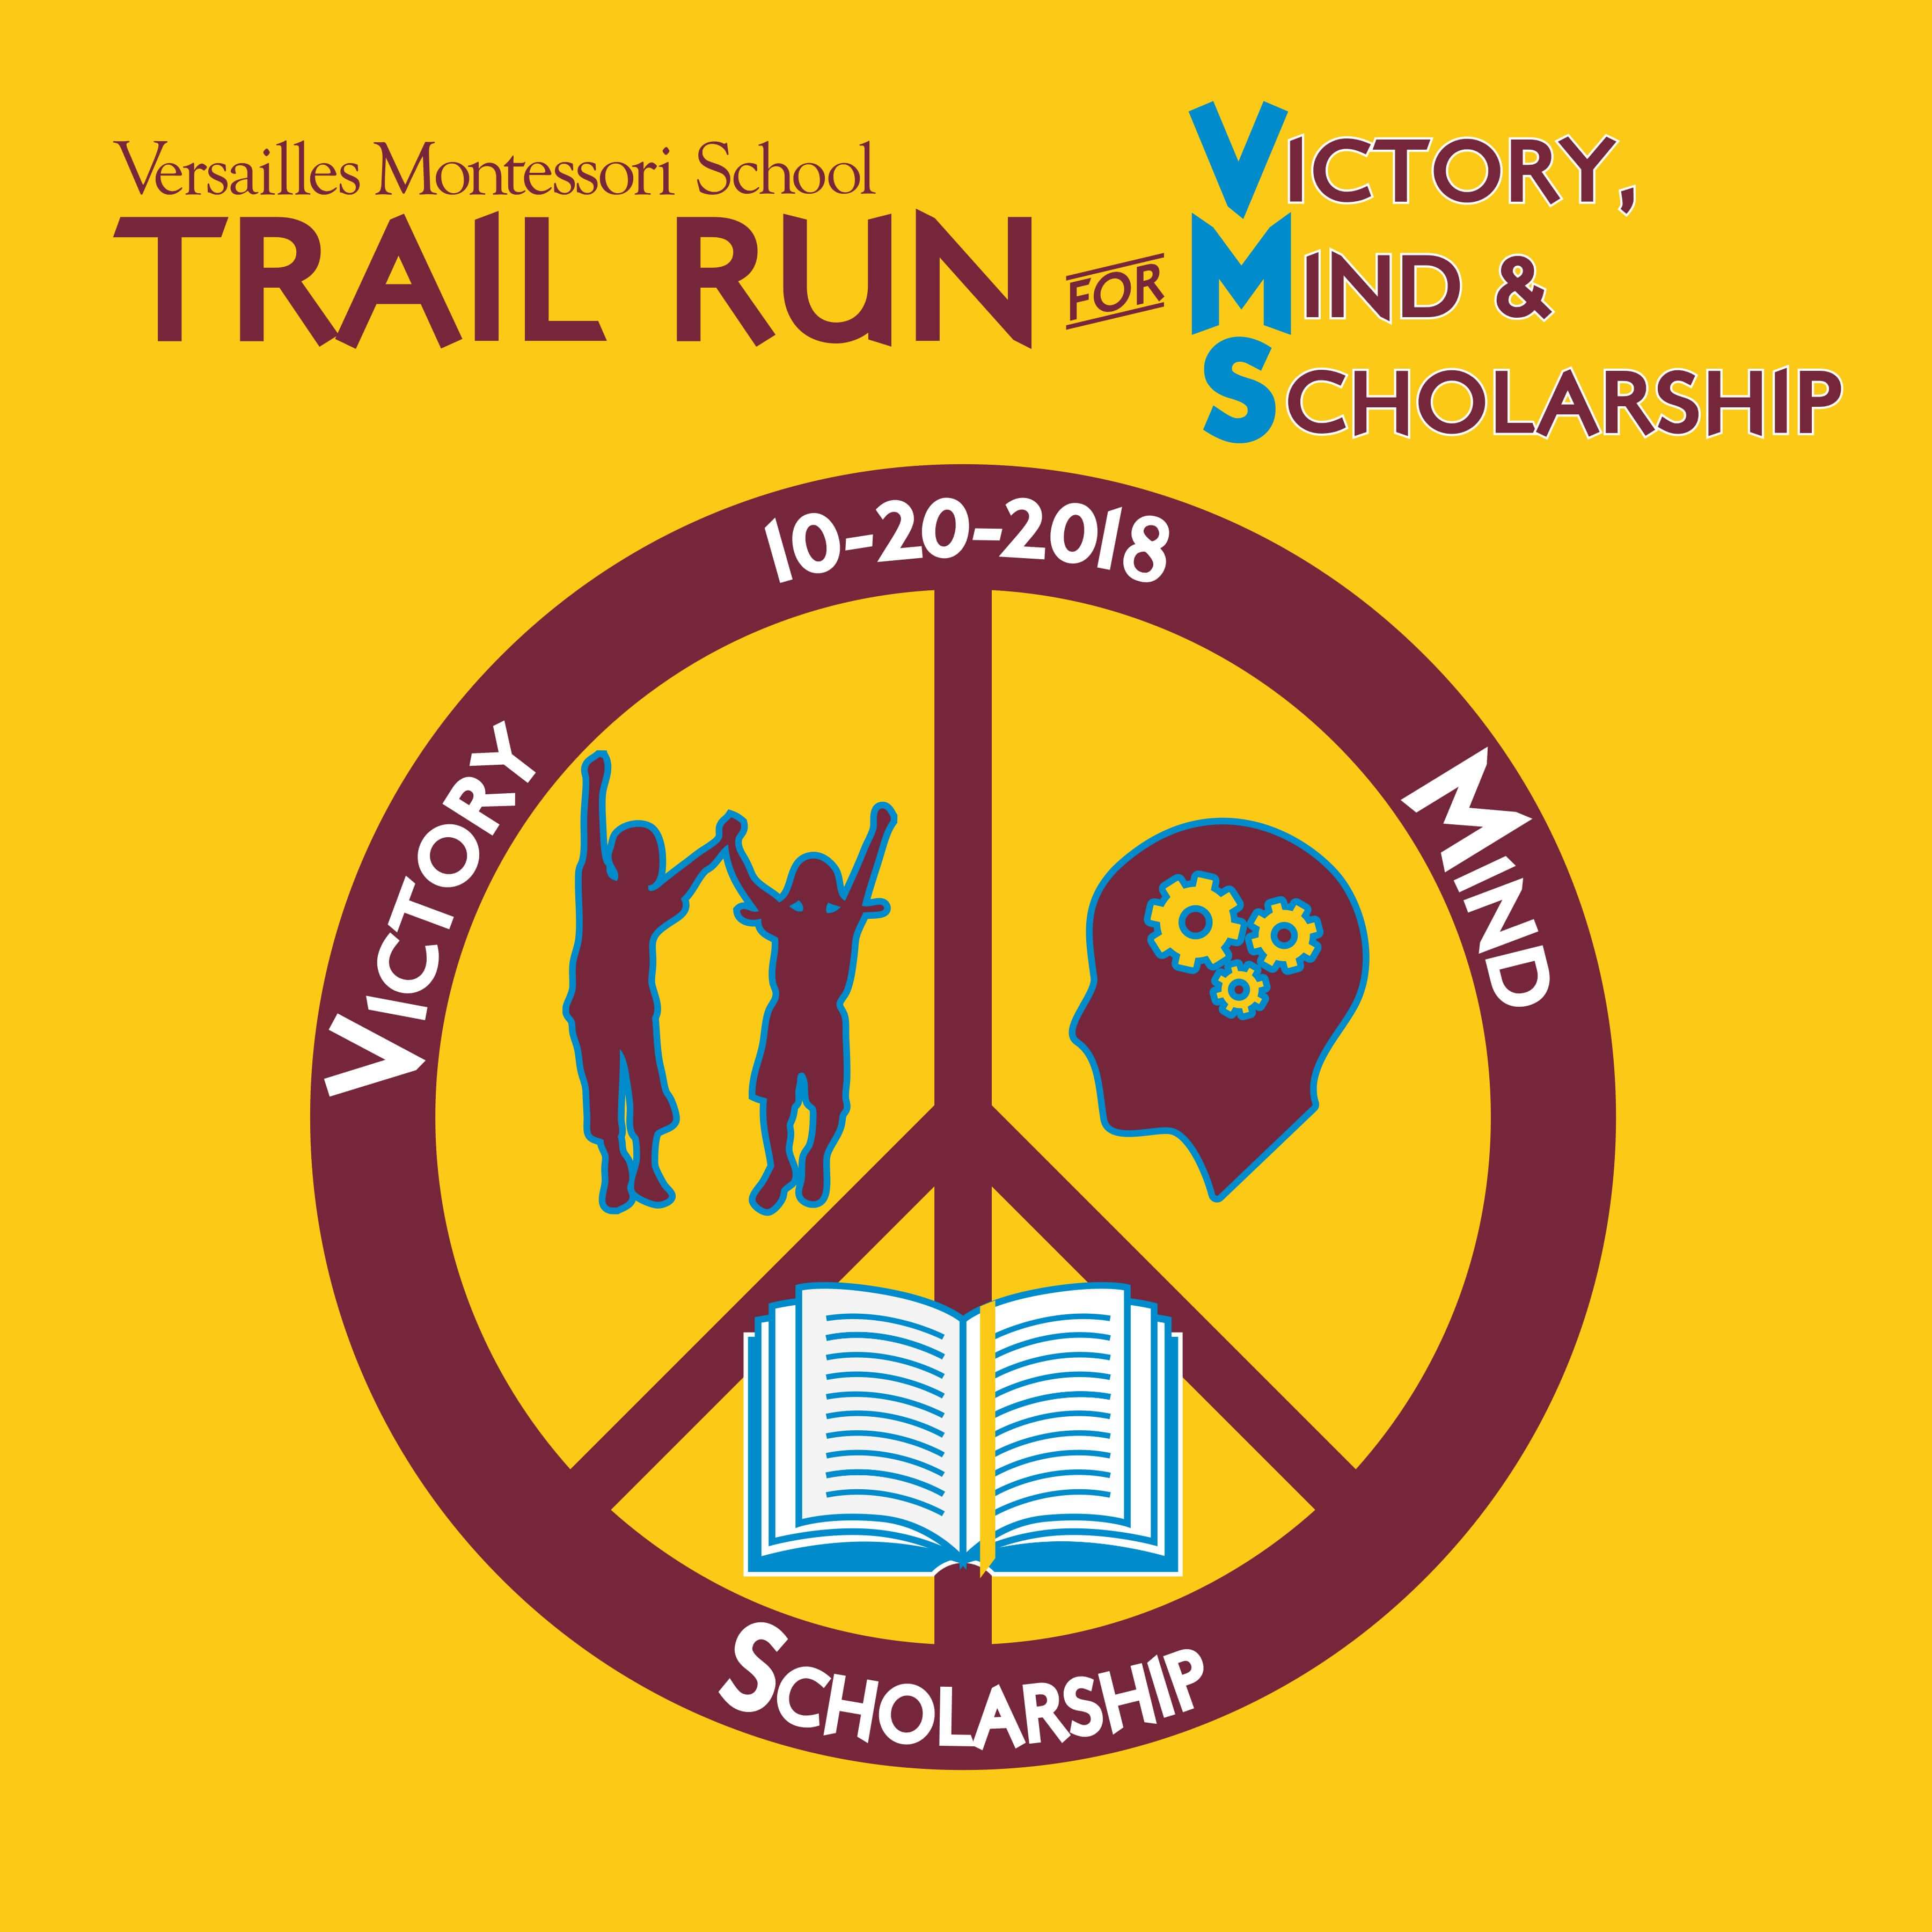 Versailles Montessori School
TRAIL RUN
FOR
VICTORY,
MIND &
SCHOLARSHIP
10-20-2018
VICTORY
MIND
SCHOLARSHIP